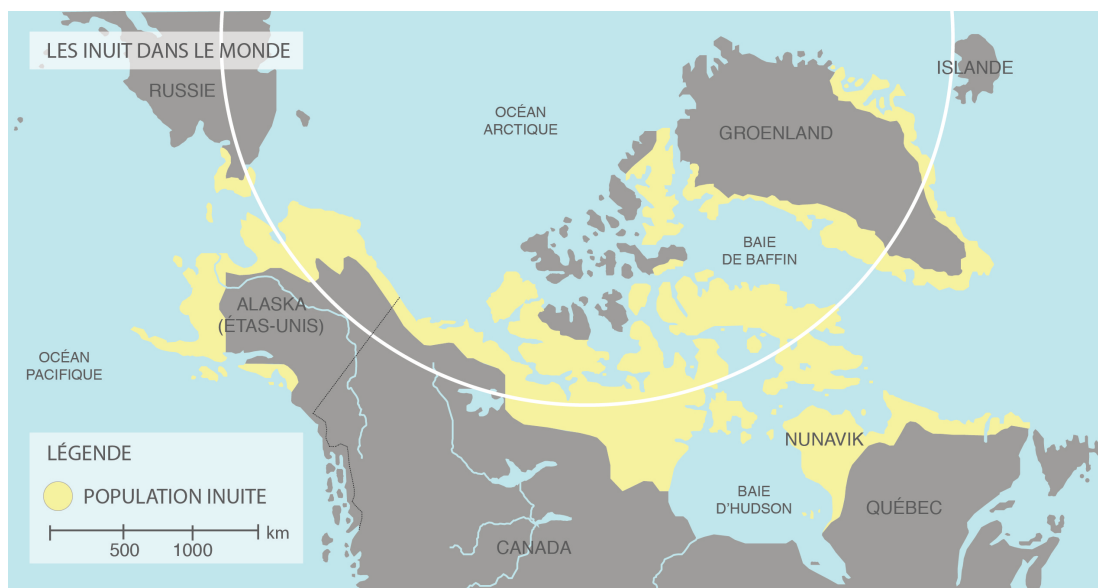 LES INUIT DANS LE MONDE
RUSSIE
ISLANDE
OCÉAN
ARCTIQUE
GROENLAND
BAIE
DE BAFFIN
ALASKA
(ÉTAS-UNIS)
OCÉAN
PACIFIQUE
NUNAVIK
BAIE
D'HUDSON
QUÉBEC
CANADA
LÉGENDE
POPULATION INUITE
km
500 1000